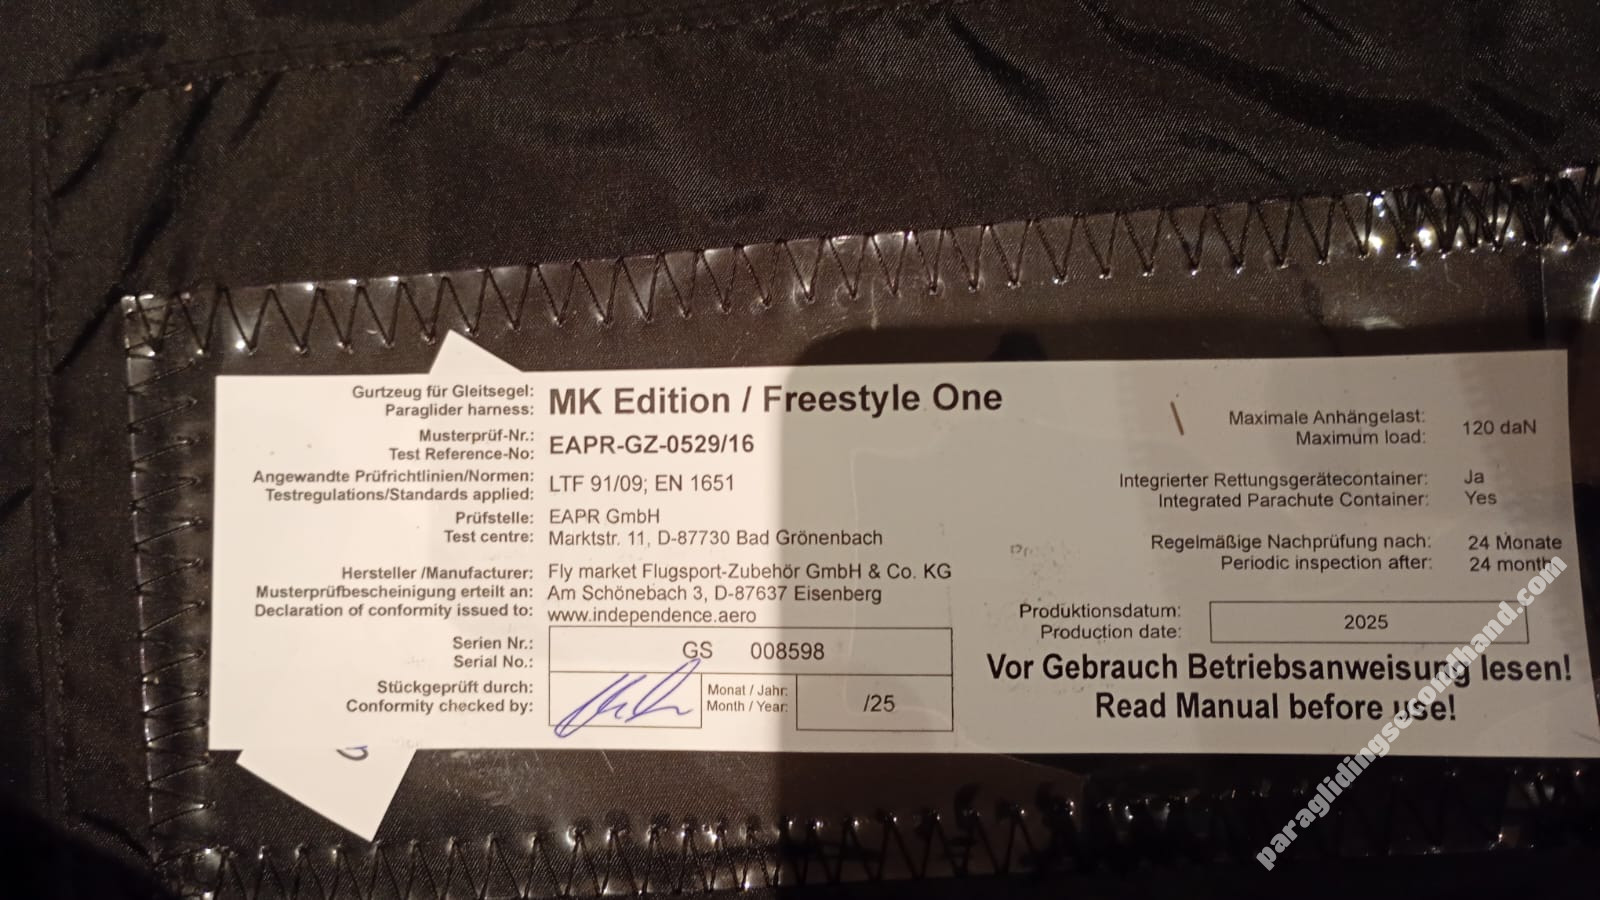 Gurtzeug für Gleitsegel:
Paraglider harness:
MK Edition / Freestyle One
Musterprüf-Nr.:
Test Reference-No:
EAPR-GZ-0529/16
Angewandte Prüfrichtlinien/Normen:
Testregulations/Standards applied:
LTF 91/09; EN 1651
Prüfstelle:
Test centre:
EAPR GmbH
Marktstr. 11, D-87730 Bad Grönenbach
Hersteller /Manufacturer:
Musterprüfbescheinigung erteilt an:
Declaration of conformity issued to:
Fly market Flugsport-Zubehör GmbH & Co. KG
Am Schönebach 3, D-87637 Eisenberg
www.independence.aero
Serien Nr.:
Serial No.:
GS 008598
Stückgeprüft durch:
Conformity checked by:
Monat / Jahr:
Month / Year:
/25
Maximale Anhängelast:
Maximum load:
120 daN
Integrierter Rettungsgerätecontainer:
Integrated Parachute Container:
Ja
Yes
Regelmäßige Nachprüfung nach:
Periodic inspection after:
24 Monate
24 month
Produktionsdatum:
Production date:
2025
Vor Gebrauch Betriebsanweisung lesen!
Read Manual before use!
paraglidingsecondhand.com